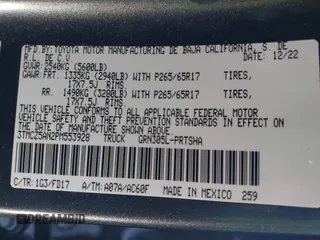 MFD. BY: TOYOTA MOTOR MANUFACTURING DE BAJA CALIFORNIA, S. DE
R.L. DE C.V. DATE: 12/22
GVWR: 2540KG (5600LB)
GAWR: FRT. 1335KG (2940LB) WITH P265/65R17 TIRES,
17X7.5J RIMS,
RR. 1490KG (3280LB) WITH P265/65R17 TIRES,
17X7.5J RIMS,
THIS VEHICLE CONFORMS TO ALL APPLICABLE FEDERAL MOTOR
VEHICLE SAFETY STANDARDS IN EFFECT ON THE DATE OF
MANUFACTURE SHOWN ABOVE.
3TMCZ5AN2PM553928 TRUCK GRN305L-PRTSHA
C/TR: 1G3/FD17 A/TM: A07A/AC60F MADE IN MEXICO 259